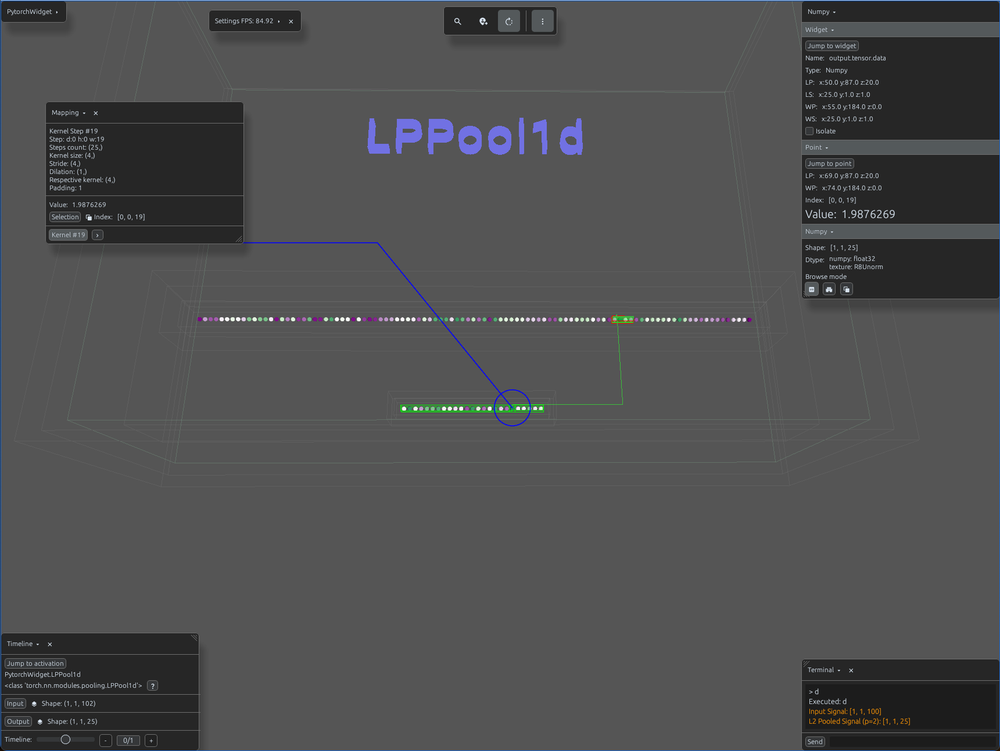 PytorchWidget
Settings FPS: 84.92
LPPool1d
Mapping
Kernel Step #19
Step: d:0 h:0 w:19
Steps count: (25,)
Kernel size: (4,)
Stride: (4,)
Dilation: (1,)
Respective kernel: (4,)
Padding: 1
Value: 1.9876269
Selection Index: [0, 0, 19]
Kernel #19 >
Numpy
Widget
Jump to widget
Name: output.tensor.data
Type: Numpy
LP: x:50.0 y:87.0 z:20.0
LS: x:25.0 y:1.0 z:1.0
WP: x:55.0 y:184.0 z:0.0
WS: x:25.0 y:1.0 z:1.0
Isolate
Point
Jump to point
LP: x:69.0 y:87.0 z:20.0
WP: x:74.0 y:184.0 z:0.0
Index: [0, 0, 19]
Value: 1.9876269
Numpy
Shape: [1, 1, 25]
Dtype: numpy: float32
texture: R8Unorm
Browse mode
Timeline
Jump to activation
PytorchWidget.LPPool1d
<class 'torch.nn.modules.pooling.LPPool1d'> ?
Input Shape: (1, 1, 102)
Output Shape: (1, 1, 25)
Timeline: - 0/1 +
Terminal
> d
Executed: d
Input Signal: [1, 1, 100]
L2 Pooled Signal (p=2): [1, 1, 25]
Send